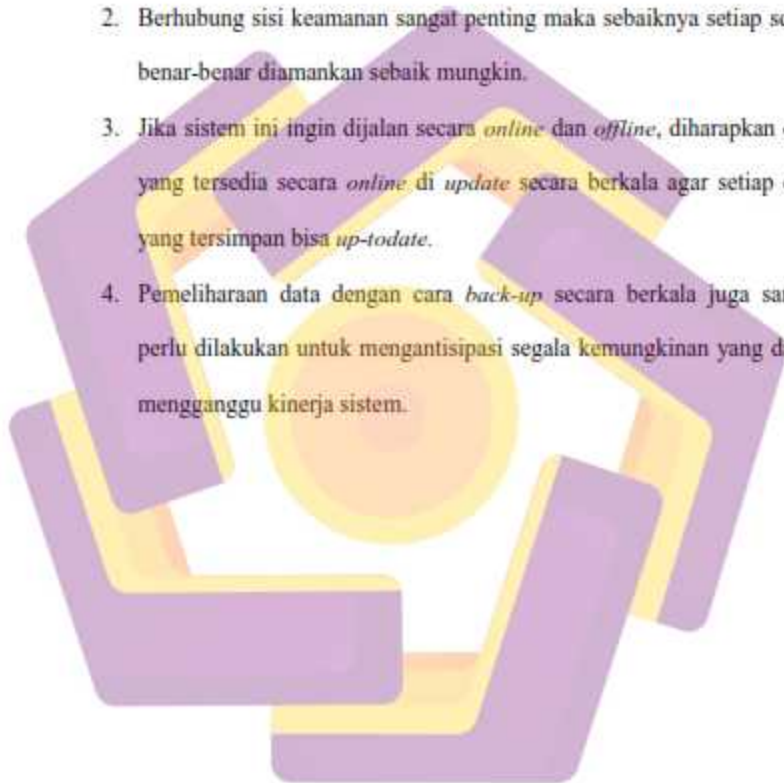 2. Berhubung sisi keamanan sangat penting maka sebaiknya setiap
benar-benar diamankan sebaik mungkin.
3. Jika sistem ini ingin dijalan secara online dan offline, diharapkan
yang tersedia secara online di update secara berkala agar setiap
yang tersimpan bisa up-todate.
4. Pemeliharaan data dengan cara back-up secara berkala juga
perlu dilakukan untuk mengantisipasi segala kemungkinan yang
mengganggu kinerja sistem.